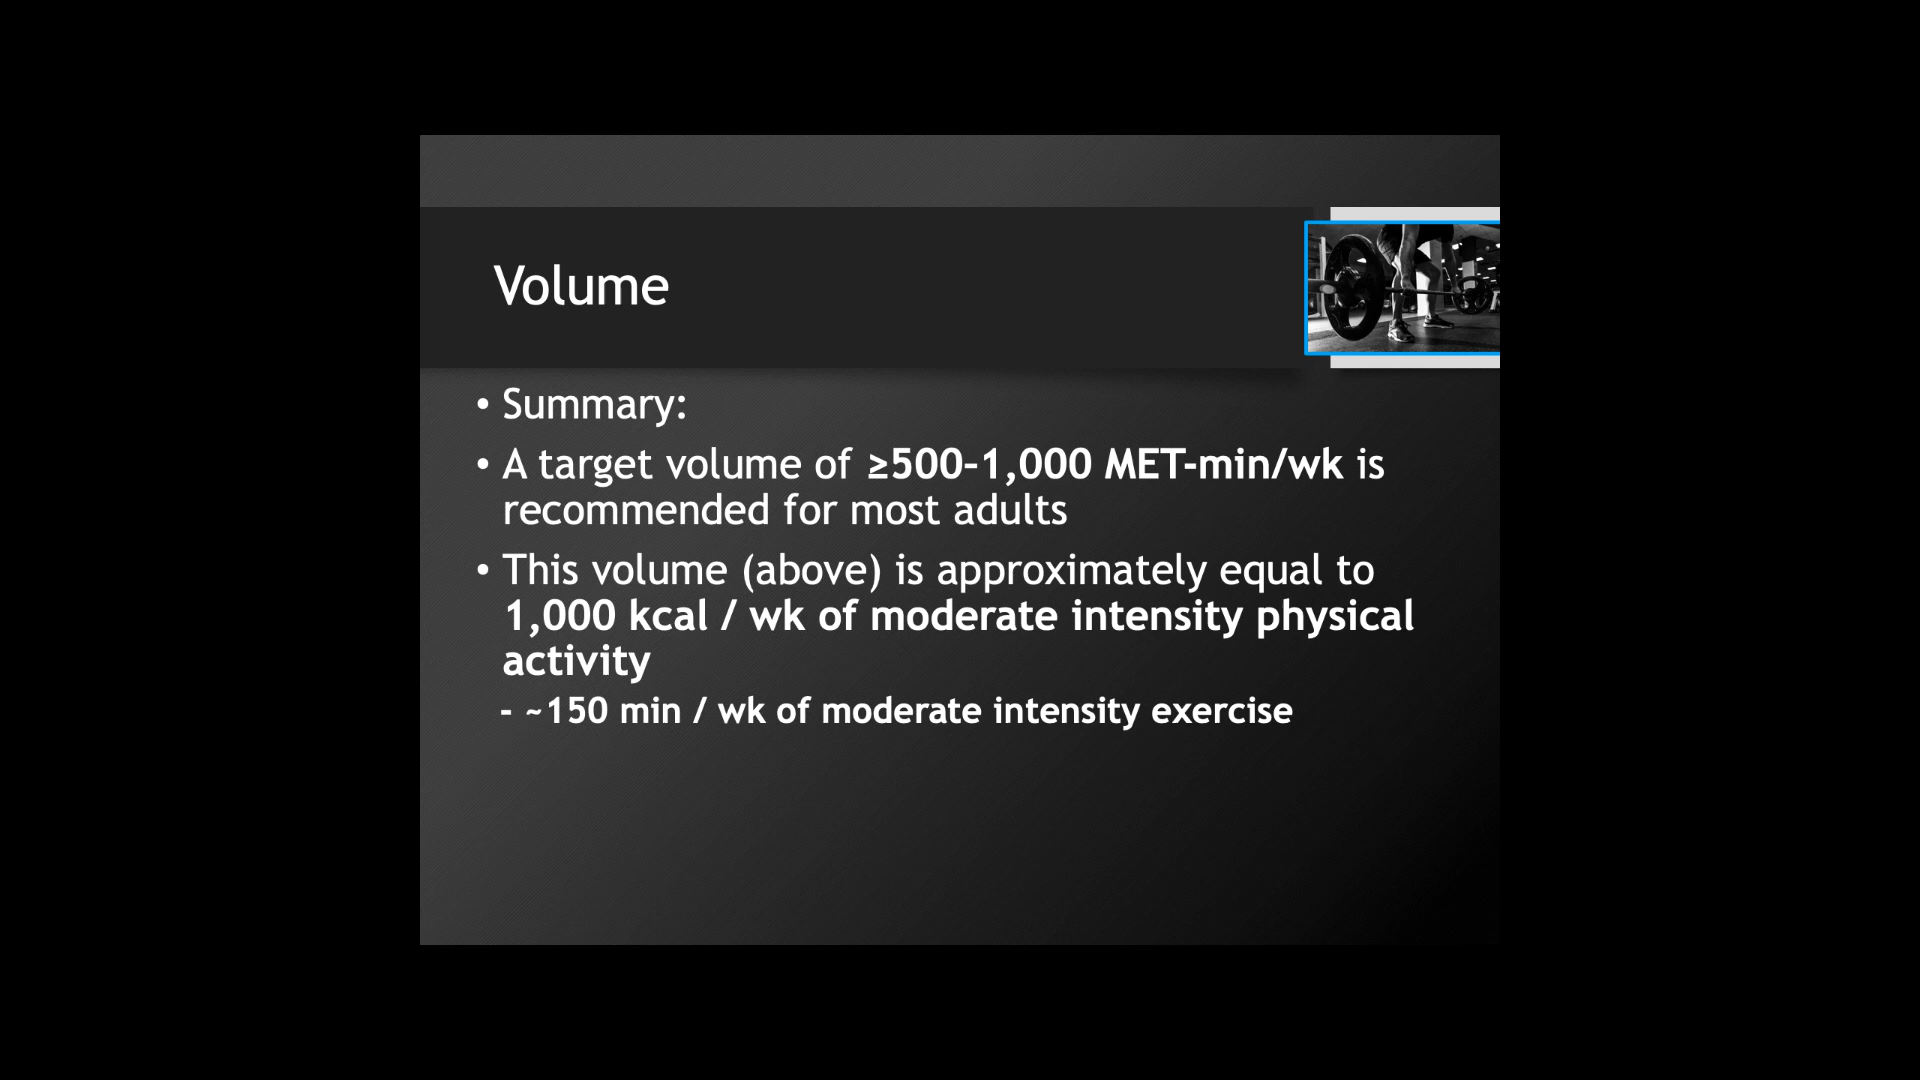 Volume
• Summary:
• A target volume of ≥500–1,000 MET-min/wk is
recommended for most adults
• This volume (above) is approximately equal to
1,000 kcal / wk of moderate intensity physical
activity
- ~150 min / wk of moderate intensity exercise